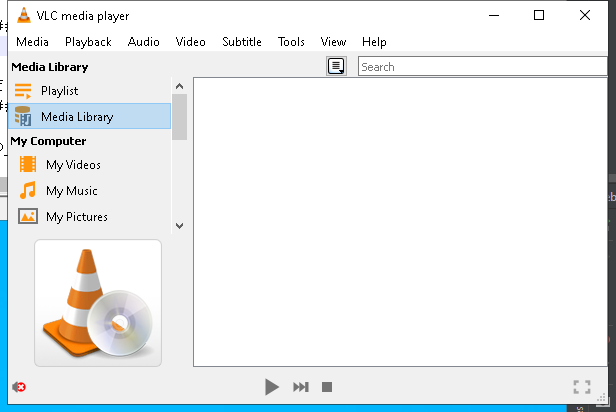 VLC media player
Media Playback Audio Video Subtitle Tools View Help
Media Library
Search
Playlist
Media Library
My Computer
My Videos
My Music
My Pictures